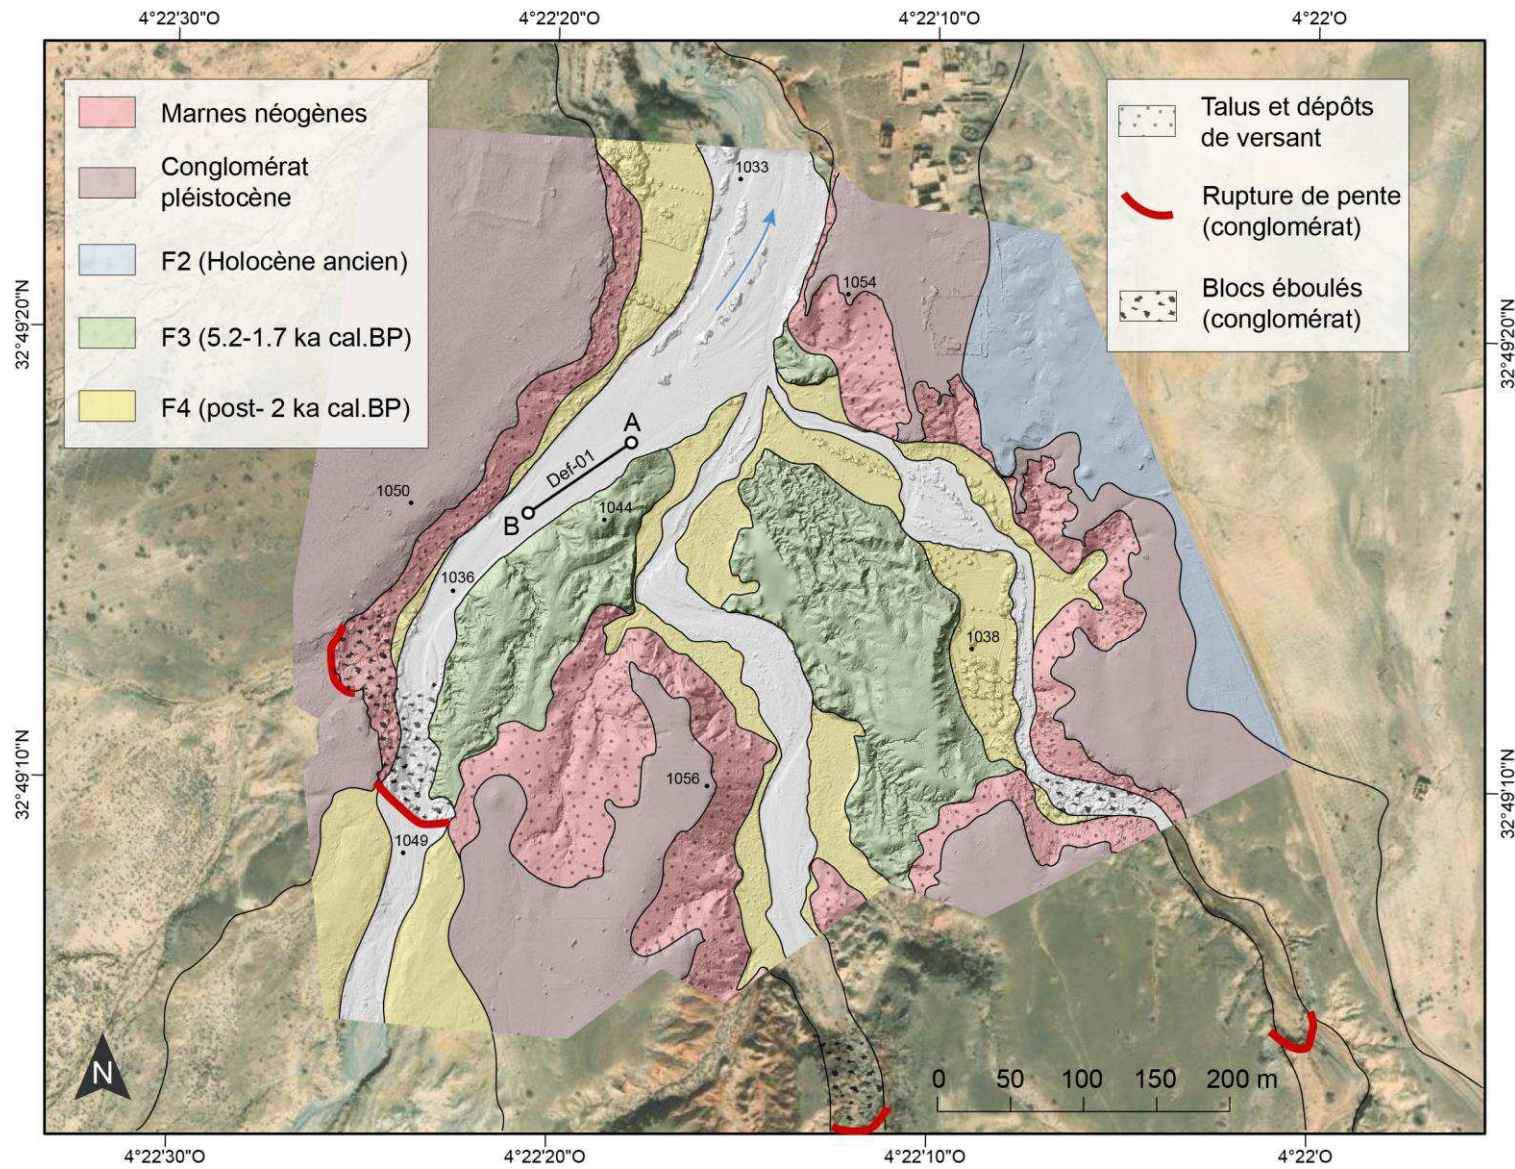 4°22'30"O
4°22'20"O
4°22'10"O
4°22'O
Marnes néogènes
Conglomérat
pléistocène
F2 (Holocène ancien)
F3 (5.2-1.7 ka cal.BP)
F4 (post- 2 ka cal.BP)
Talus et dépôts
de versant
Rupture de pente
(conglomérat)
Blocs éboulés
(conglomérat)
32°49'20"N
32°49'20"N
32°49'10"N
32°49'10"N
1033
1054
A
Def-01
B
1050
1044
1036
1038
1056
1049
N
0 50 100 150 200 m
4°22'30"O
4°22'20"O
4°22'10"O
4°22'O